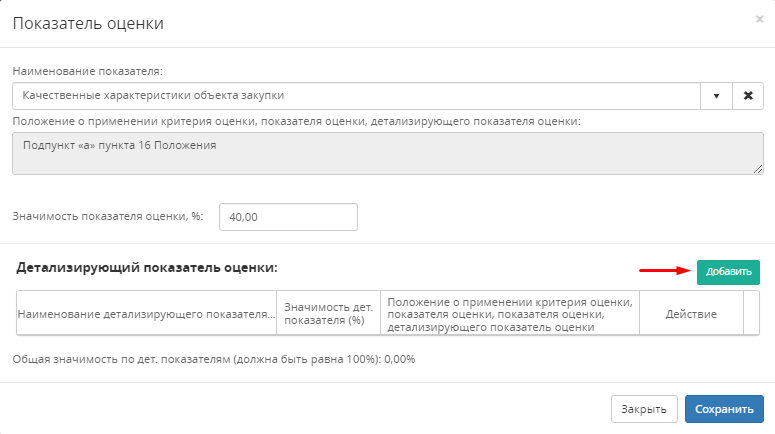 Показатель оценки
Наименование показателя:
Качественные характеристики объекта закупки
Положение о применении критерия оценки, показателя оценки, детализирующего показателя оценки:
Подпункт «а» пункта 16 Положения
Значимость показателя оценки, %: 40,00
Детализирующий показатель оценки:
Добавить
Наименование детализирующего показателя...
Значимость дет.
показателя (%)
Положение о применении критерия оценки,
показателя оценки, показателя оценки,
детализирующего показатель оценки
Действие
Общая значимость по дет. показателям (должна быть равна 100%): 0,00%
Закрыть
Сохранить